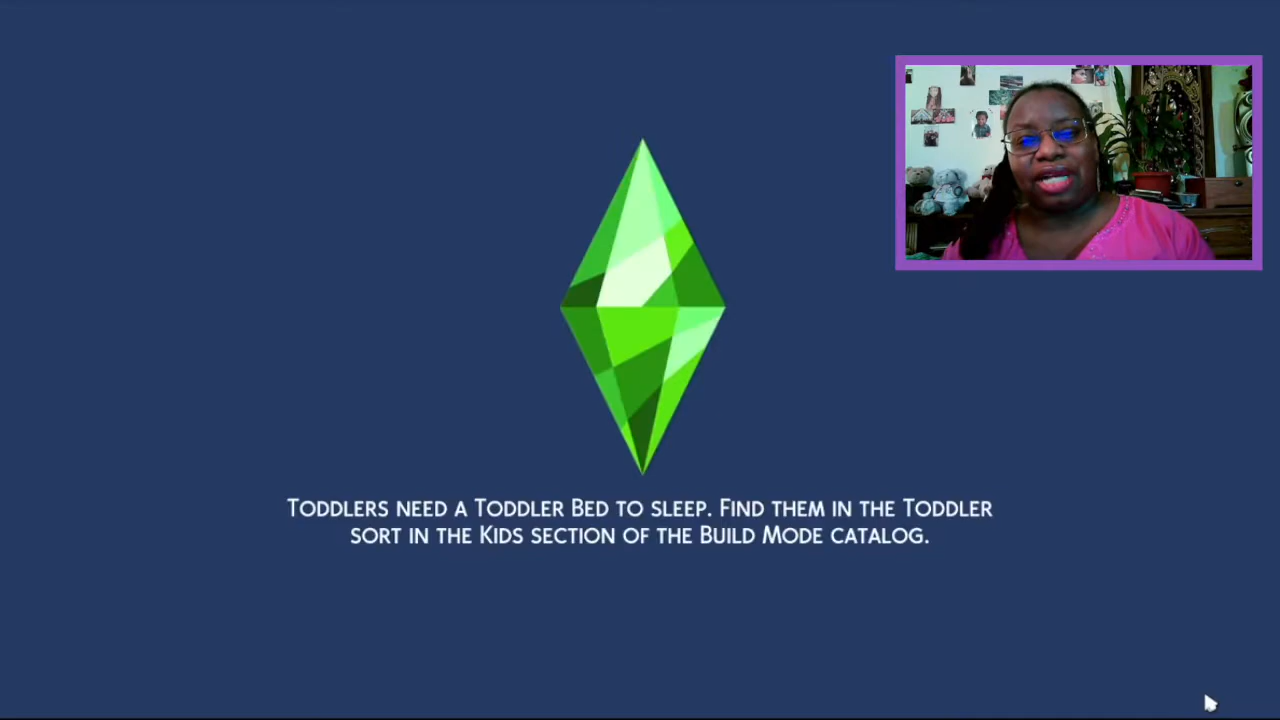 Toddlers need a Toddler Bed to sleep. Find them in the Toddler
sort in the Kids section of the Build Mode catalog.